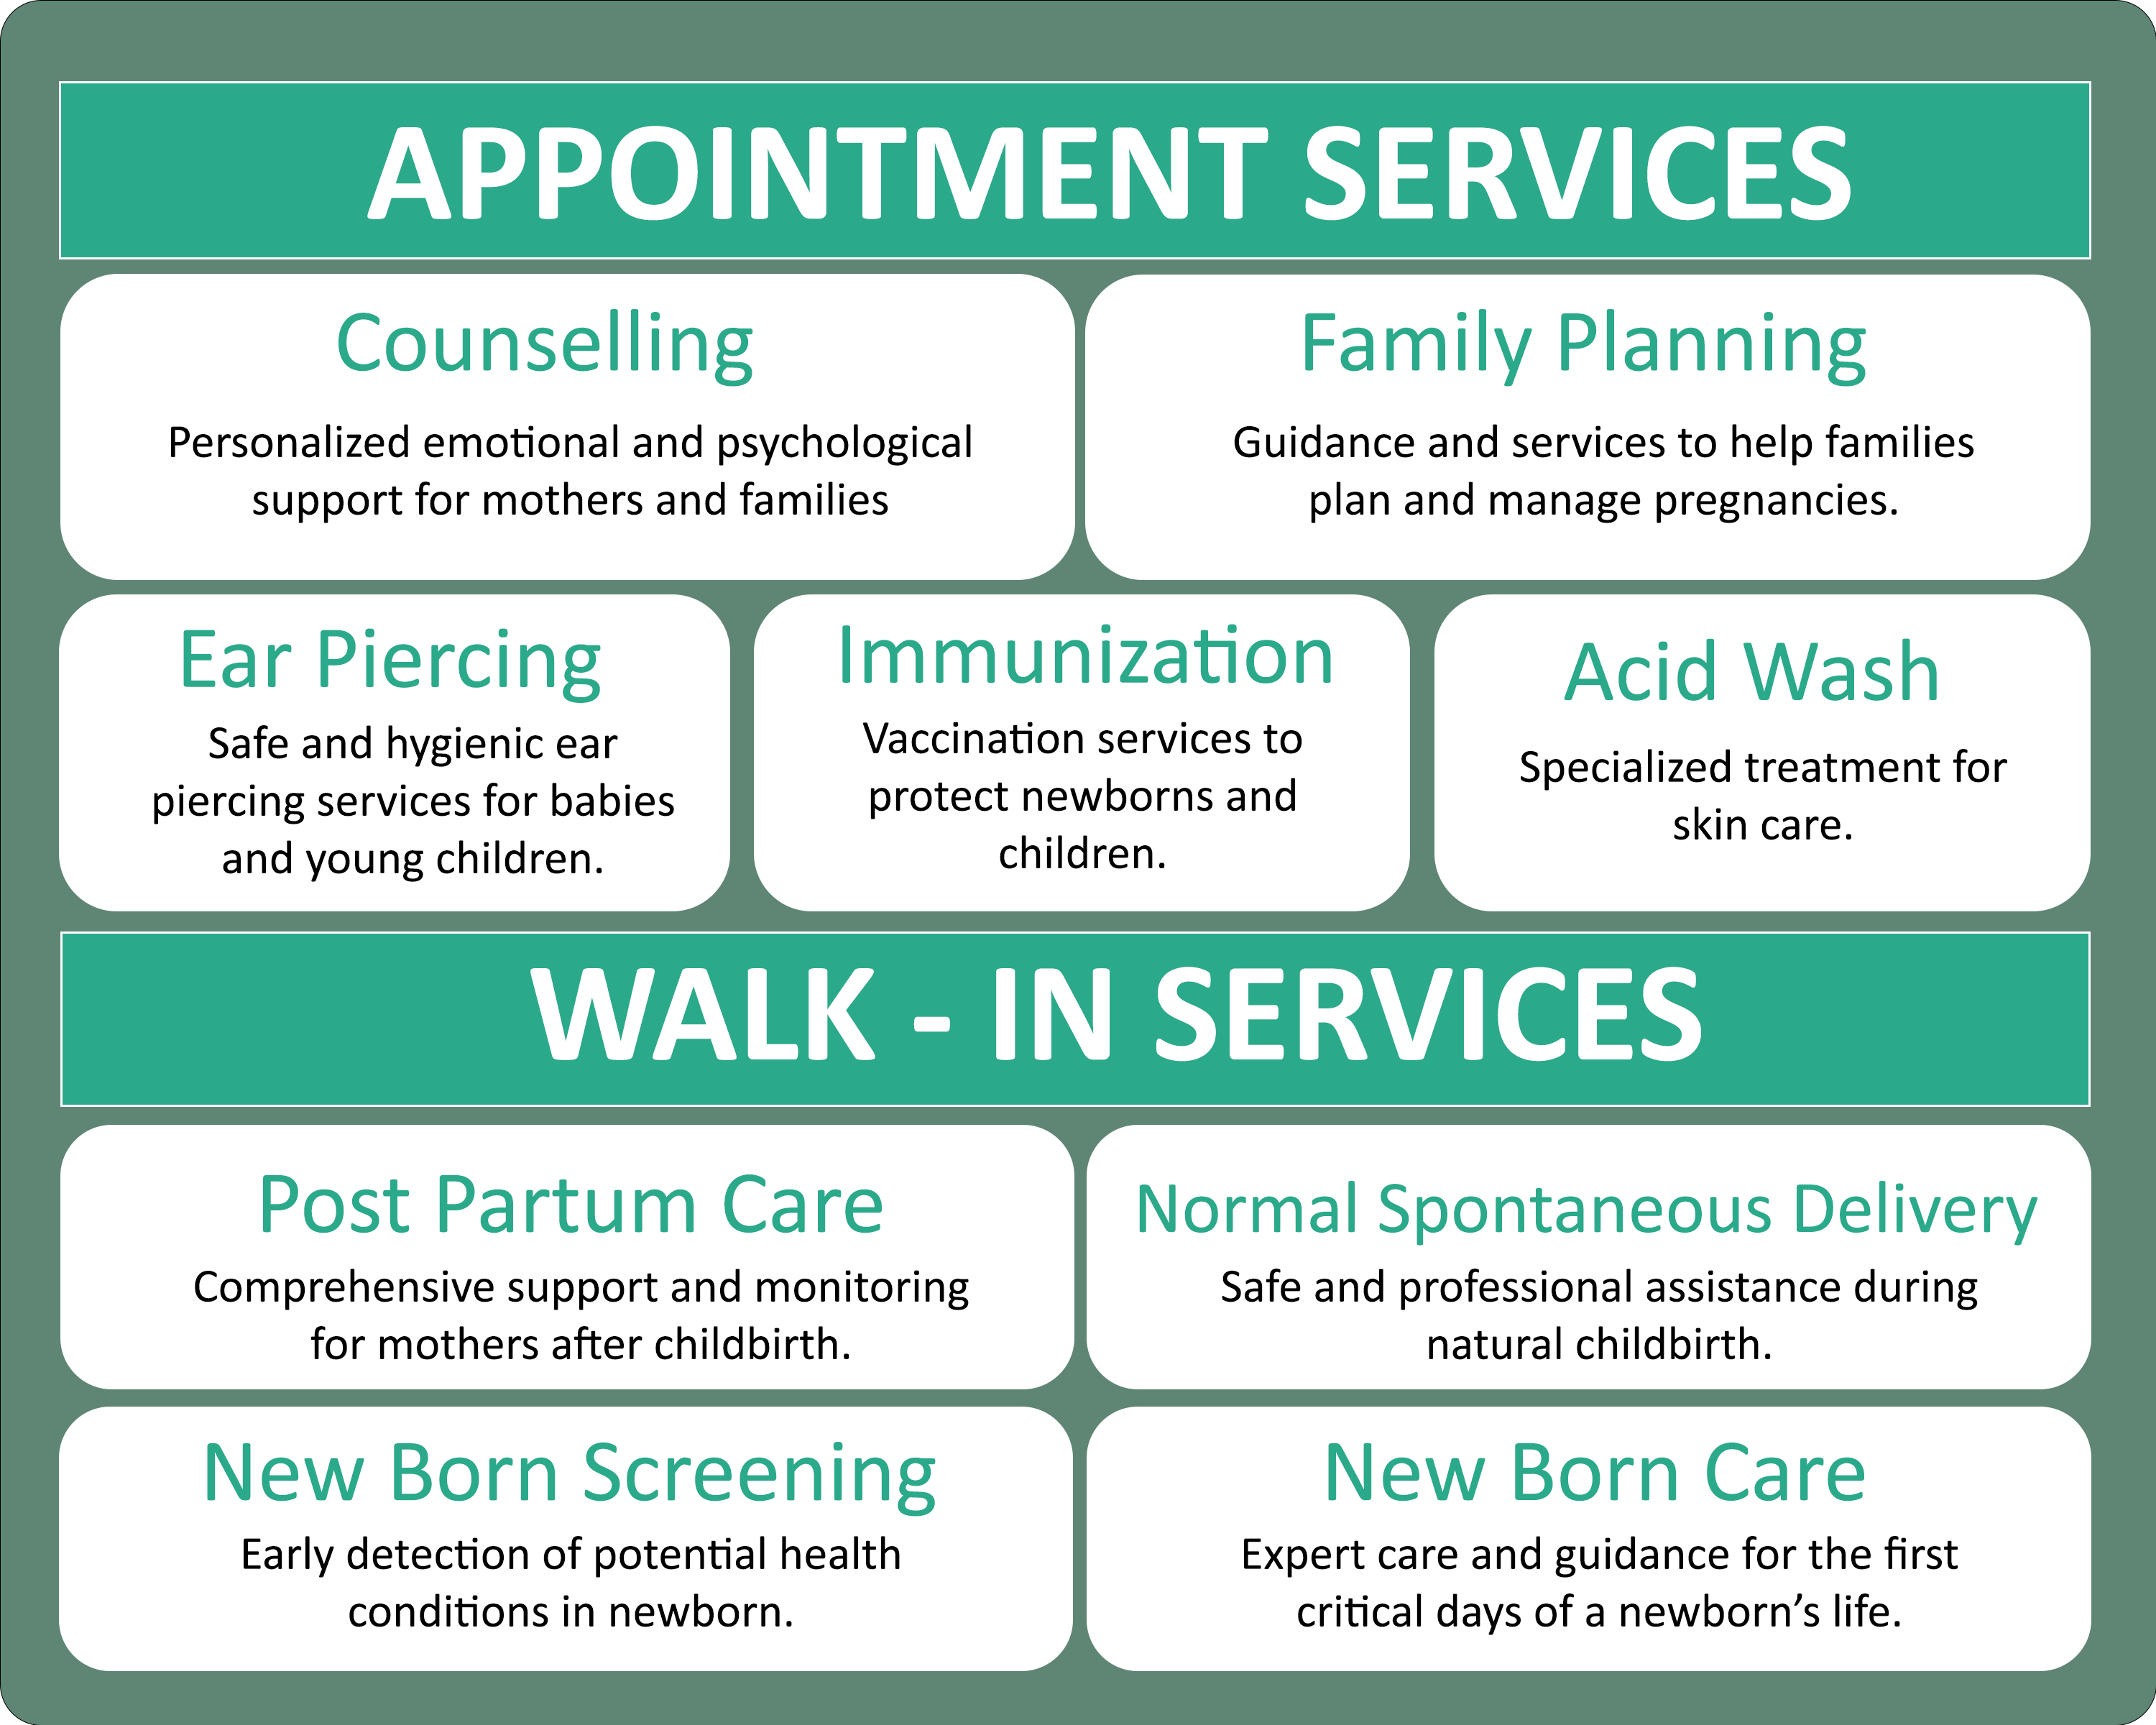 APPOINTMENT SERVICES
Counselling
Personalized emotional and psychological
support for mothers and families
Family Planning
Guidance and services to help families
plan and manage pregnancies.
Ear Piercing
Safe and hygienic ear
piercing services for babies
and young children.
Immunization
Vaccination services to
protect newborns and
children.
Acid Wash
Specialized treatment for
skin care.
WALK - IN SERVICES
Post Partum Care
Comprehensive support and monitoring
for mothers after childbirth.
Normal Spontaneous Delivery
Safe and professional assistance during
natural childbirth.
New Born Screening
Early detection of potential health
conditions in newborn.
New Born Care
Expert care and guidance for the first
critical days of a newborn’s life.